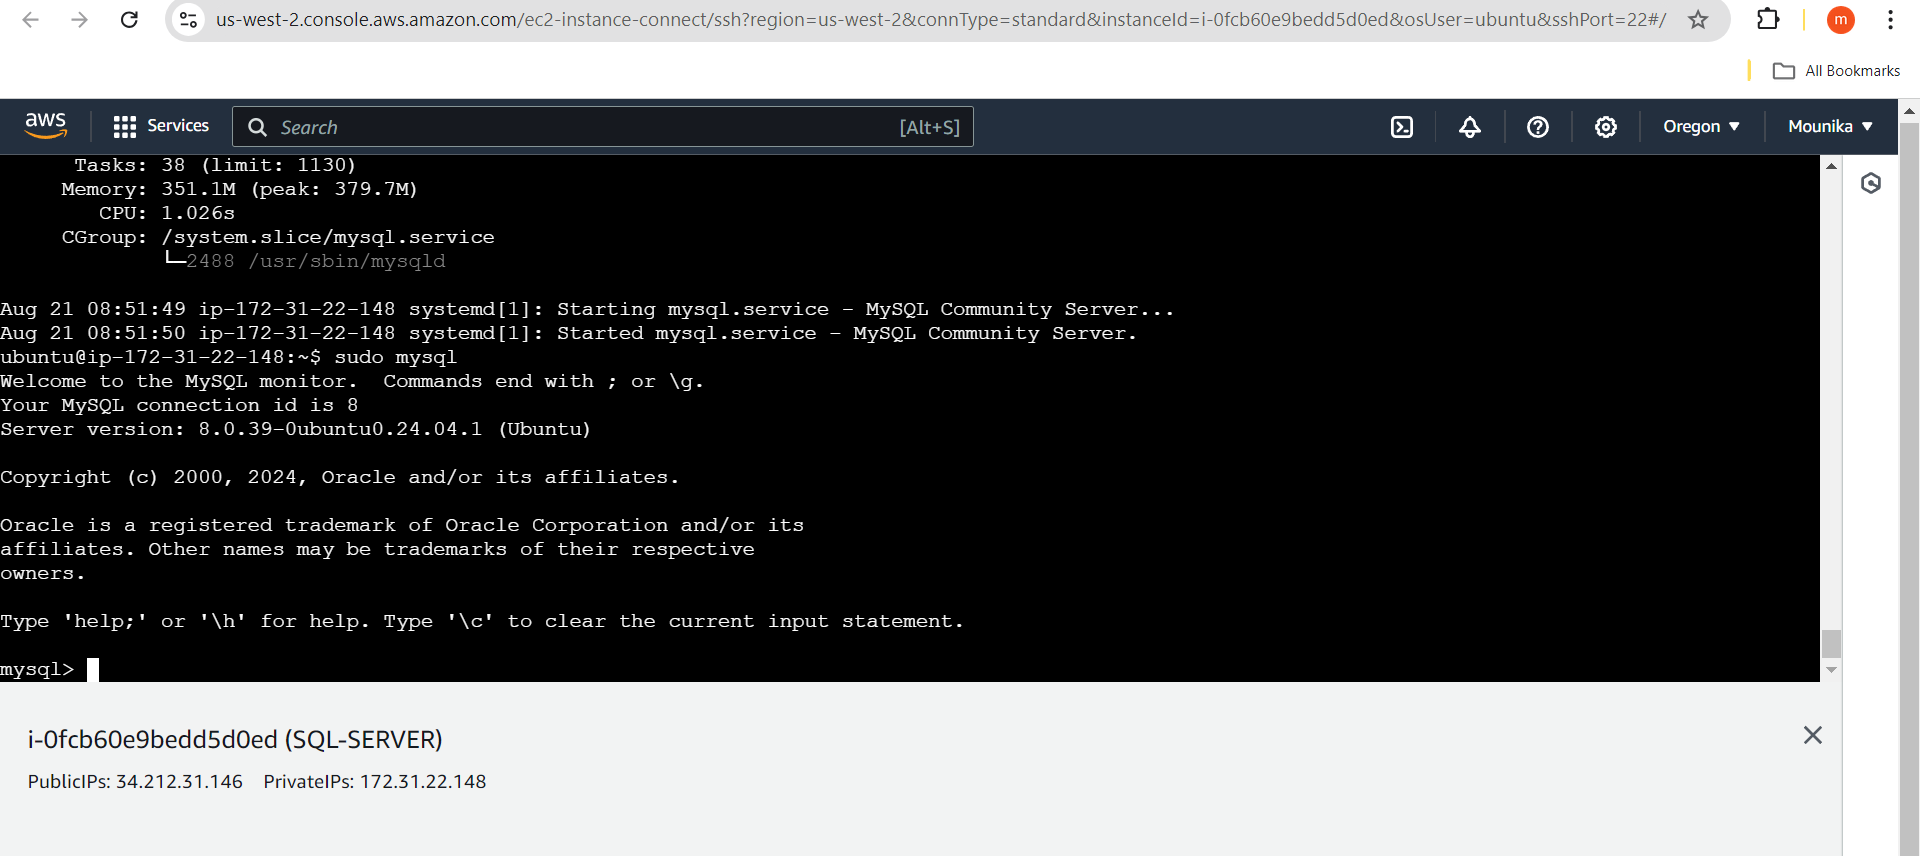 us-west-2.console.aws.amazon.com/ec2-instance-connect/ssh?region=us-west-2&connType=standard&instanceId=i-0fcb60e9bedd5d0ed&osUser=ubuntu&sshPort=22#/
m
All Bookmarks
aws
Services
Search
[Alt+S]
Oregon
Mounika
Tasks: 38 (limit: 1130)
Memory: 351.1M (peak: 379.7M)
CPU: 1.026s
CGroup: /system.slice/mysql.service
└─2488 /usr/sbin/mysqld
Aug 21 08:51:49 ip-172-31-22-148 systemd[1]: Starting mysql.service - MySQL Community Server...
Aug 21 08:51:50 ip-172-31-22-148 systemd[1]: Started mysql.service - MySQL Community Server.
ubuntu@ip-172-31-22-148:~$ sudo mysql
Welcome to the MySQL monitor.  Commands end with ; or \g.
Your MySQL connection id is 8
Server version: 8.0.39-0ubuntu0.24.04.1 (Ubuntu)
Copyright (c) 2000, 2024, Oracle and/or its affiliates.
Oracle is a registered trademark of Oracle Corporation and/or its
affiliates. Other names may be trademarks of their respective
owners.
Type 'help;' or '\h' for help. Type '\c' to clear the current input statement.
mysql>
i-0fcb60e9bedd5d0ed (SQL-SERVER)
PublicIPs: 34.212.31.146 PrivateIPs: 172.31.22.148